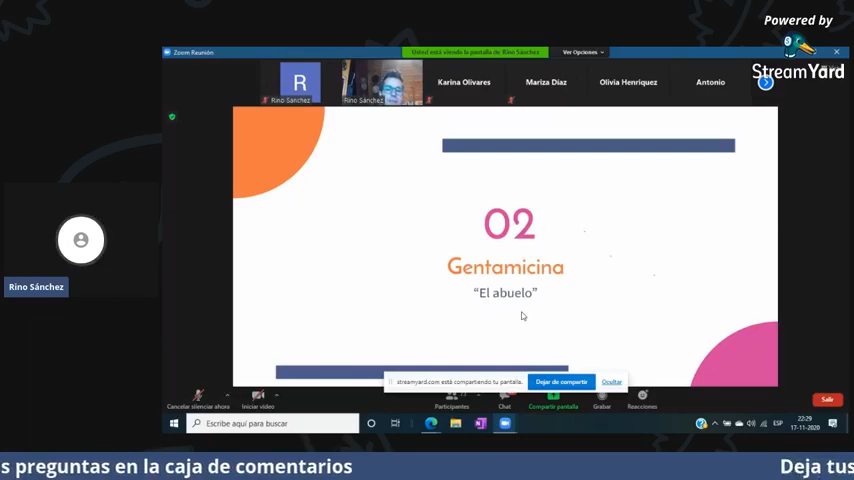 Powered by
StreamYard
Zoom Reunión
Usted está viendo la pantalla de Rino Sánchez
Ver Opciones
R
Rino Sánchez
Rino Sánchez
Karina Olivares
Mariza Díaz
Olivia Henriquez
Antonio
02
Gentamicina
“El abuelo”
Rino Sánchez
streamyard.com está compartiendo tu pantalla.
Dejar de compartir
Ocultar
Cancelar silenciar ahora
Iniciar video
Participantes
Chat
Compartir pantalla
Grabar
Reacciones
Salir
Escribe aquí para buscar
ESP
22:29
17-11-2020
s preguntas en la caja de comentarios
Deja tus